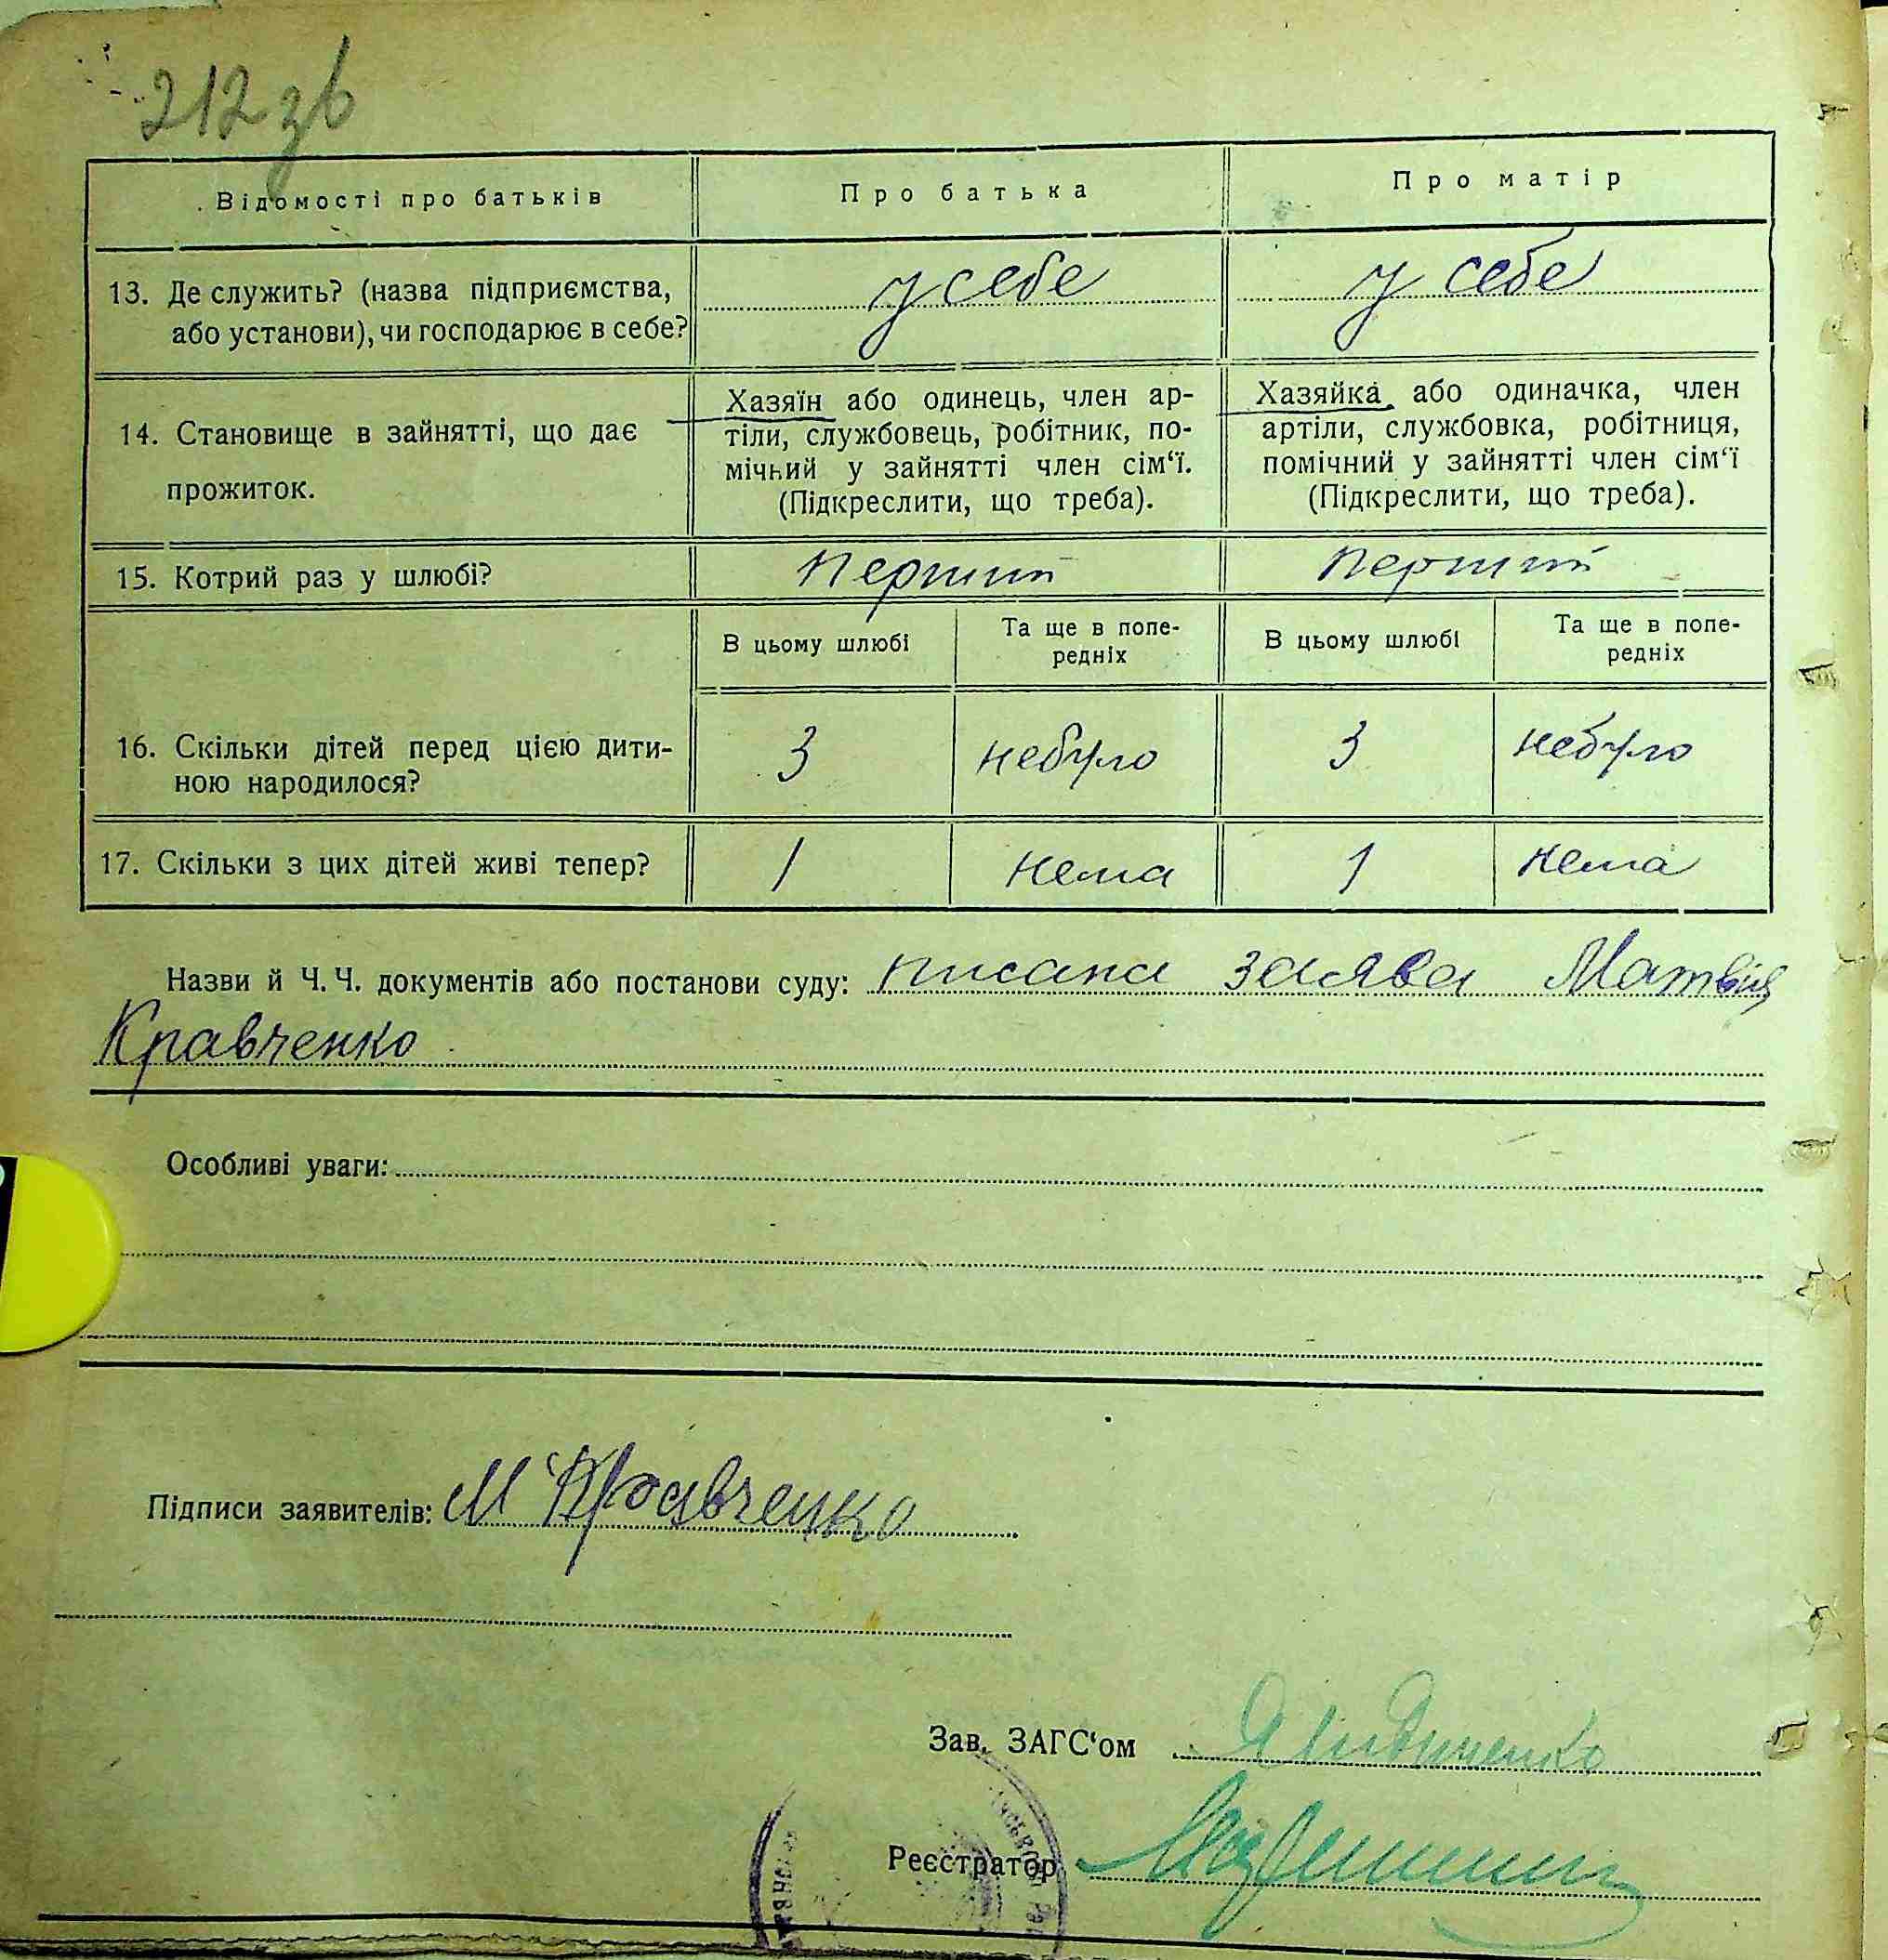 212 зв
Відомості про батьків
Про батька
Про матір
13. Де служить? (назва підприємства,
або установи), чи господарює в себе?
у себе
у себе
14. Становище в зайнятті, що дає
прожиток.
Хазяїн або одинець, член ар-
тіли, службовець, робітник, по-
мічний у зайнятті член сім‘ї.
(Підкреслити, що треба).
Хазяйка або одиначка, член
артіли, службовка, робітниця,
помічний у зайнятті член сім‘ї
(Підкреслити, що треба).
15. Котрий раз у шлюбі?
перший
перший
В цьому шлюбі
Та ще в попе-
редніх
В цьому шлюбі
Та ще в попе-
редніх
16. Скільки дітей перед цією дити-
ною народилося?
3
небуло
3
небуло
17. Скільки з цих дітей живі тепер?
1
нема
1
нема
Назви й Ч. Ч. документів або постанови суду: писана заява Матвія
Кравченко
Особливі уваги:
Підписи заявителів: М Кравченко
Зав. ЗАГС‘ом
Реєстратор